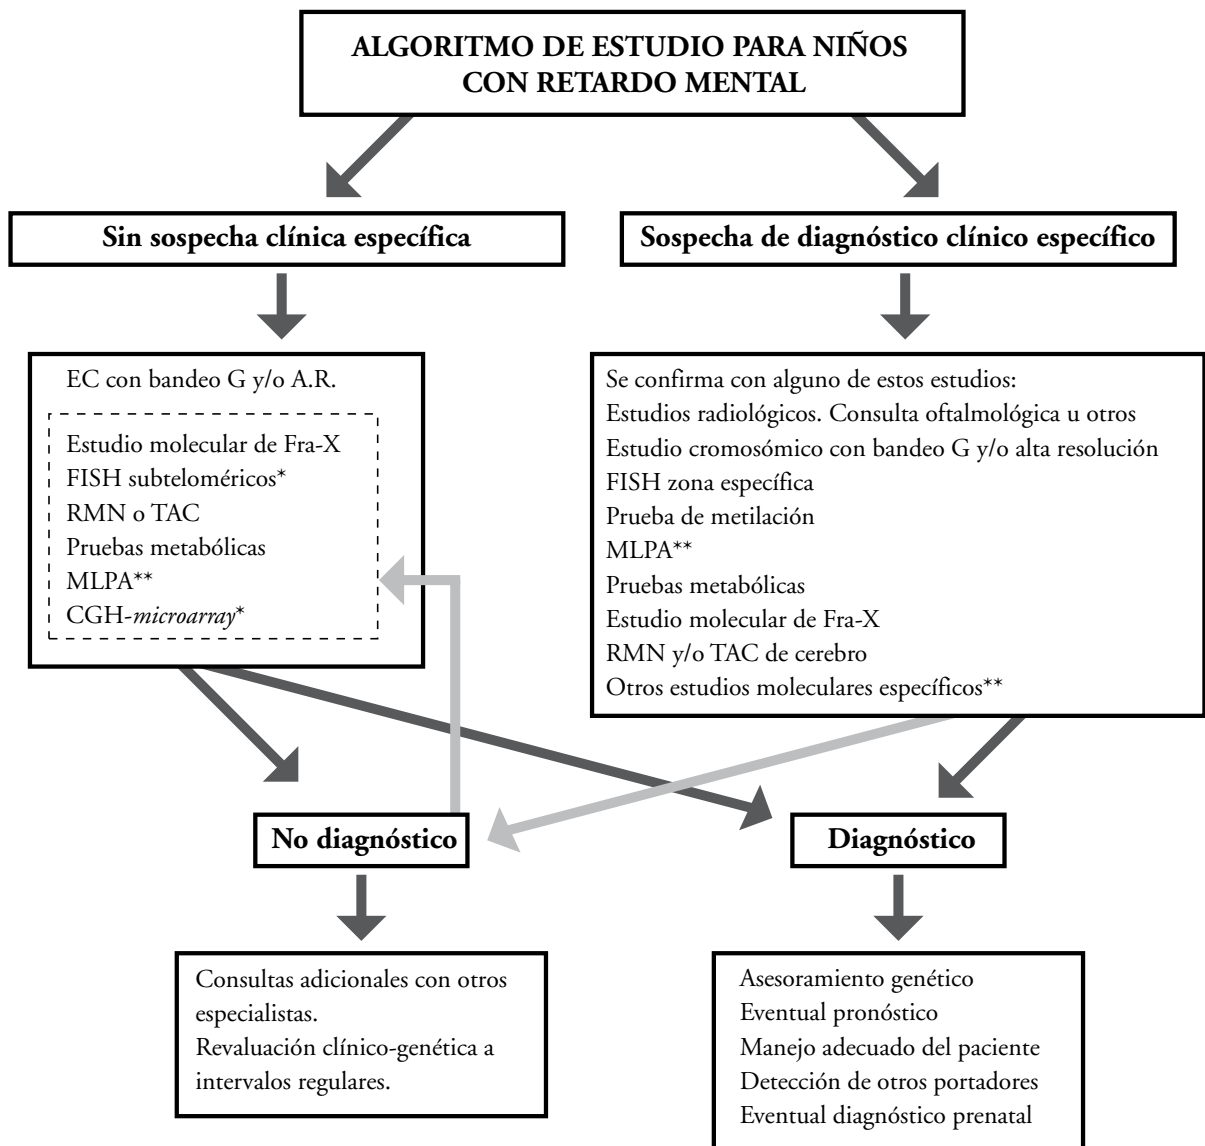 ALGORITMO DE ESTUDIO PARA NIÑOS
CON RETARDO MENTAL
Sin sospecha clínica específica
Sospecha de diagnóstico clínico específico
EC con bandeo G y/o A.R.
Estudio molecular de Fra-X
FISH subteloméricos*
RMN o TAC
Pruebas metabólicas
MLPA**
CGH-microarray*
Se confirma con alguno de estos estudios:
Estudios radiológicos. Consulta oftalmológica u otros
Estudio cromosómico con bandeo G y/o alta resolución
FISH zona específica
Prueba de metilación
MLPA**
Pruebas metabólicas
Estudio molecular de Fra-X
RMN y/o TAC de cerebro
Otros estudios moleculares específicos**
No diagnóstico
Diagnóstico
Consultas adicionales con otros
especialistas.
Revaluación clínico-genética a
intervalos regulares.
Asesoramiento genético
Eventual pronóstico
Manejo adecuado del paciente
Detección de otros portadores
Eventual diagnóstico prenatal